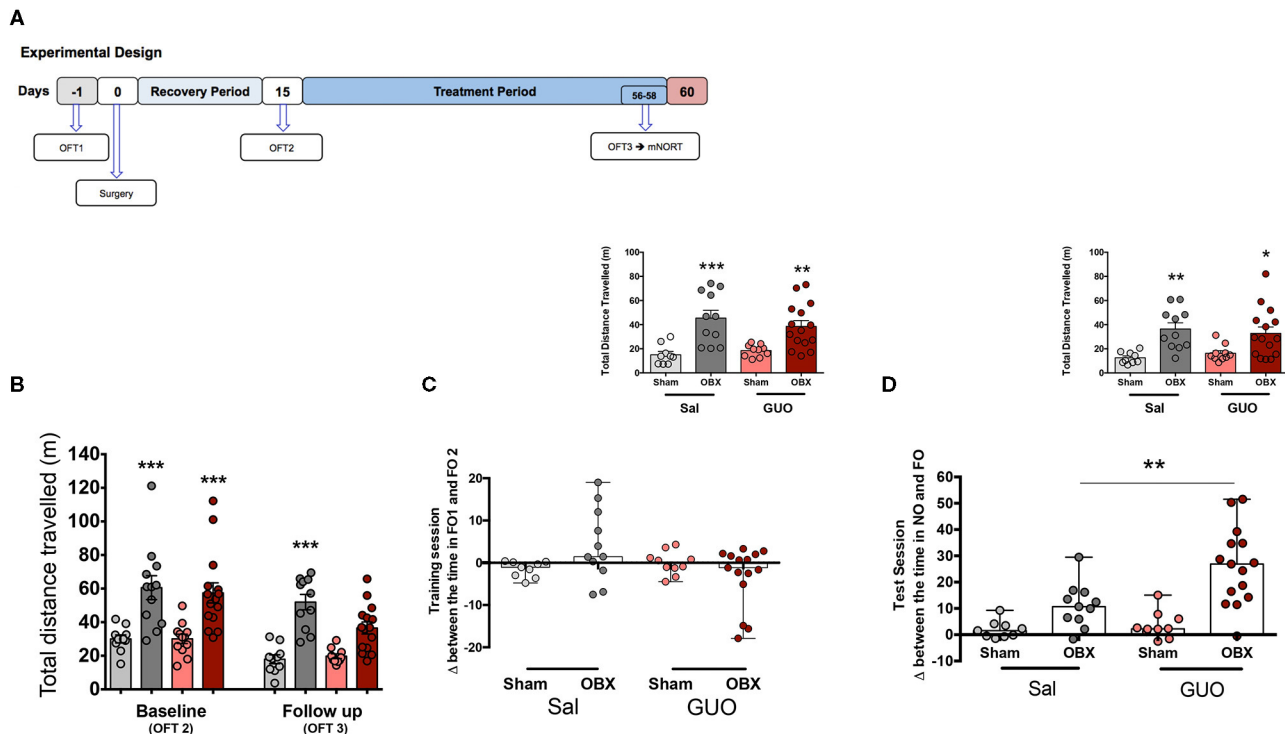 A
Experimental Design
Days -1 0 Recovery Period 15 Treatment Period 56-58 60
OFT1 OFT2 OFT3 ➔ mNORT
Surgery
B
Total distance travelled (m)
140
120
100
80
60
40
20
0
***
***
***
Baseline
(OFT 2)
Follow up
(OFT 3)
C
Total Distance Travelled (m)
100
80
60
40
20
0
***
**
Sham OBX Sham OBX
Sal GUO
Training session
Δ between the time in FO1 and FO 2
20
10
0
-10
-20
Sham OBX Sham OBX
Sal GUO
D
Total Distance Travelled (m)
100
80
60
40
20
0
**
*
Sham OBX Sham OBX
Sal GUO
Test Session
Δ between the time in NO and FO
60
50
40
30
20
10
0
-10
**
Sham OBX Sham OBX
Sal GUO